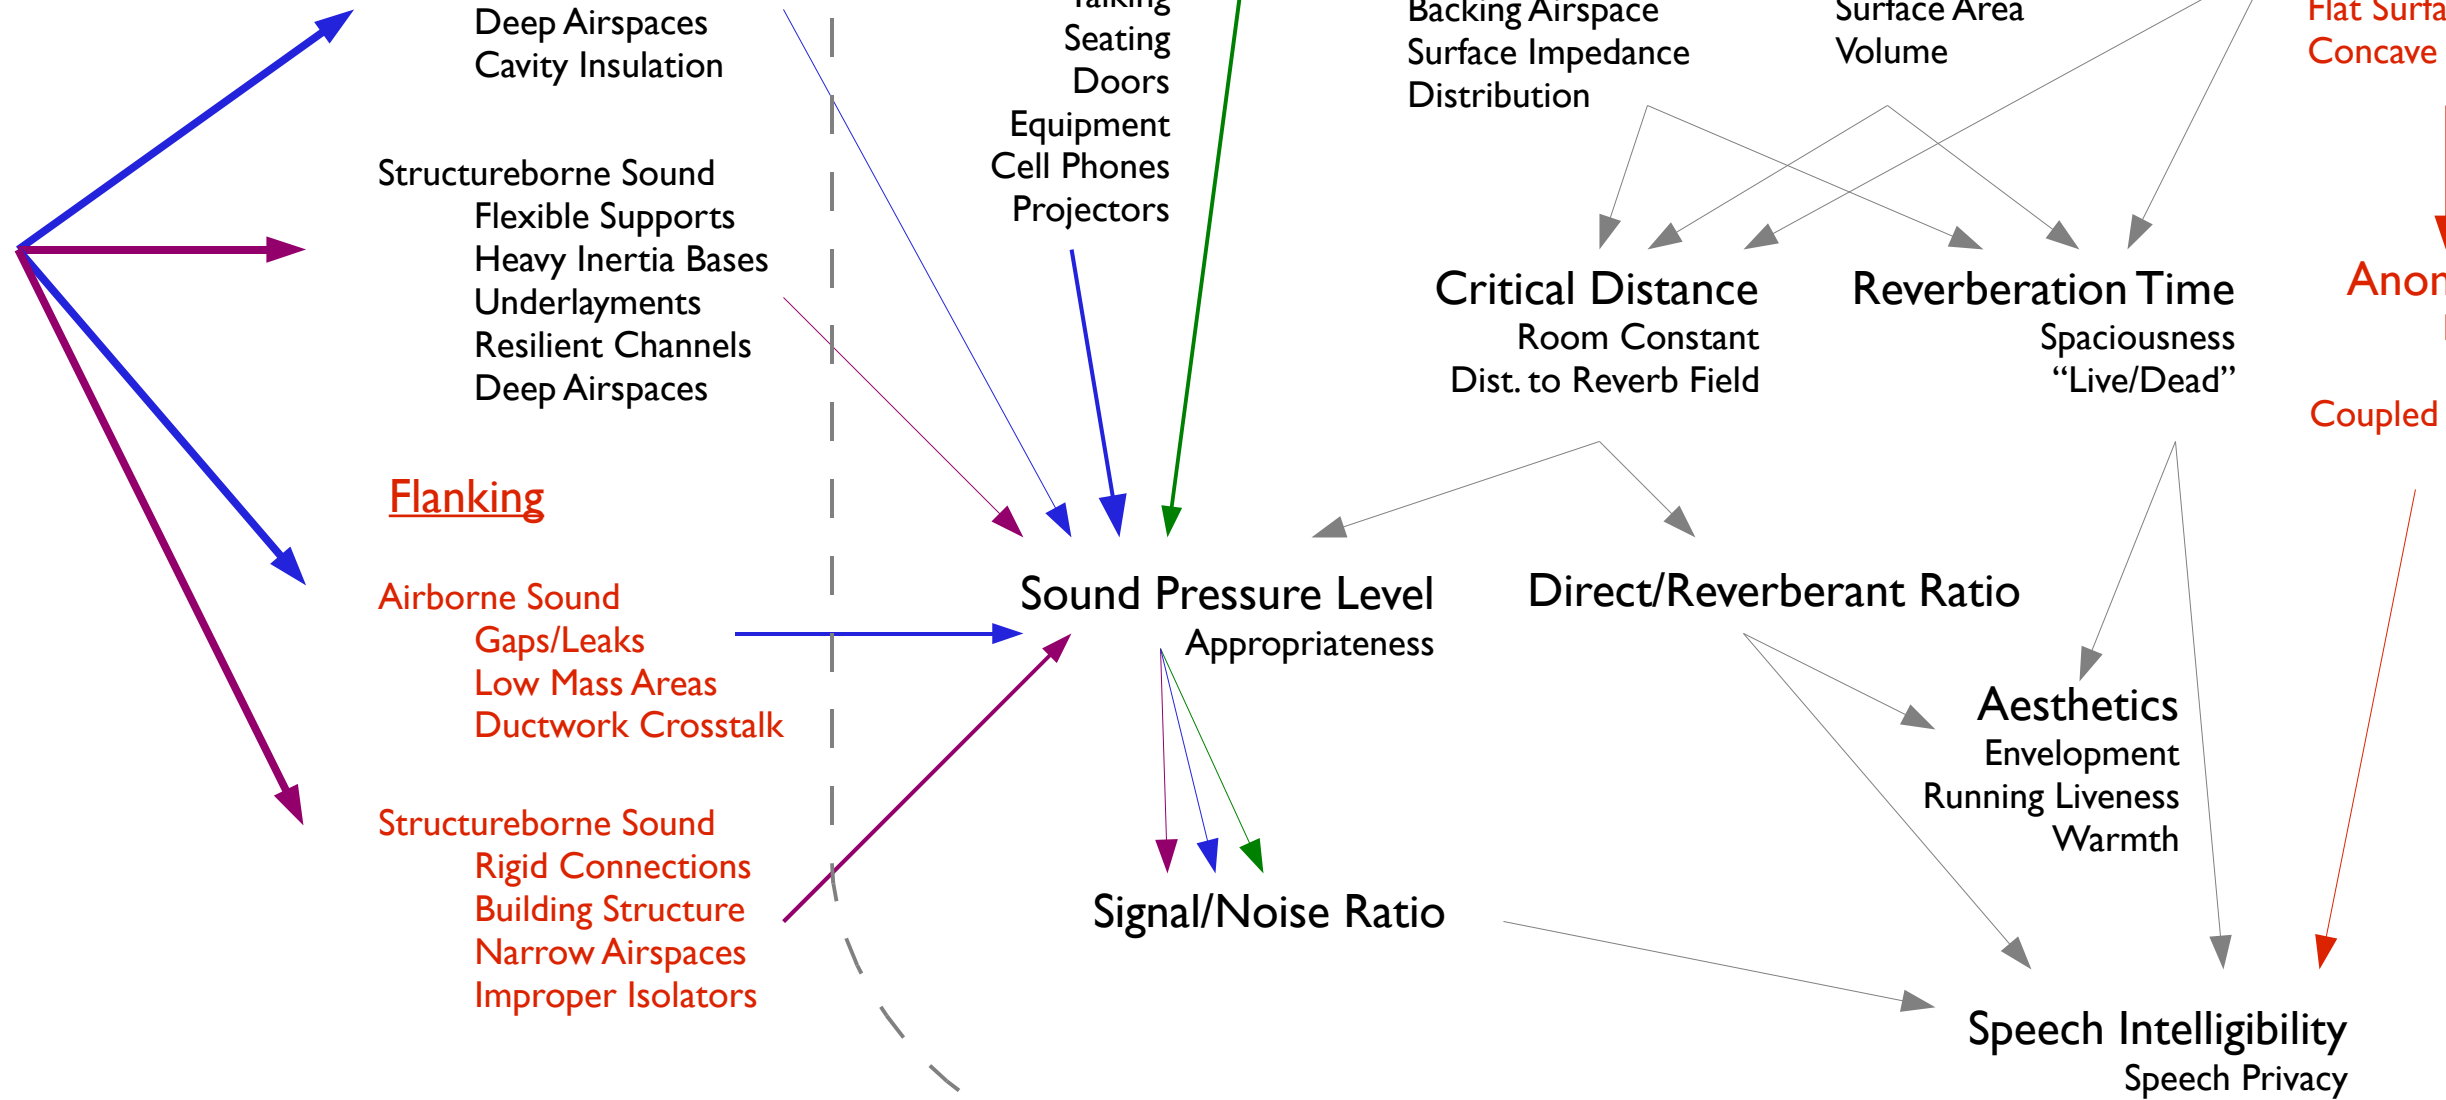 Deep Airspaces
Cavity Insulation
Structureborne Sound
Flexible Supports
Heavy Inertia Bases
Underlayments
Resilient Channels
Deep Airspaces
Flanking
Airborne Sound
Gaps/Leaks
Low Mass Areas
Ductwork Crosstalk
Structureborne Sound
Rigid Connections
Building Structure
Narrow Airspaces
Improper Isolators
Talking
Seating
Doors
Equipment
Cell Phones
Projectors
Sound Pressure Level
Appropriateness
Signal/Noise Ratio
Backing Airspace
Surface Impedance
Distribution
Surface Area
Volume
Flat
Concave
Critical Distance
Room Constant
Dist. to Reverb Field
Reverberation Time
Spaciousness
“Live/Dead”
Coupled
Direct/Reverberant Ratio
Aesthetics
Envelopment
Running Liveness
Warmth
Speech Intelligibility
Speech Privacy